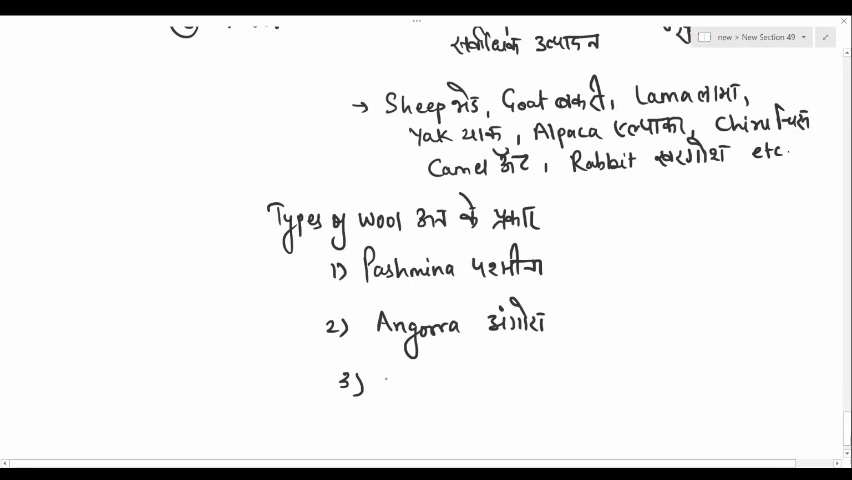 new > New Section 49
उत्पादन
→ Sheep भेड, Goat बकरी, Lama लामा,
Yak याक, Alpaca एल्पाका, Chiru चिरु
Camel ऊँट, Rabbit खरगोश etc.
Types of wool ऊन के प्रकार
1) Pashmina पश्मीना
2) Angorra अंगोरा
3)